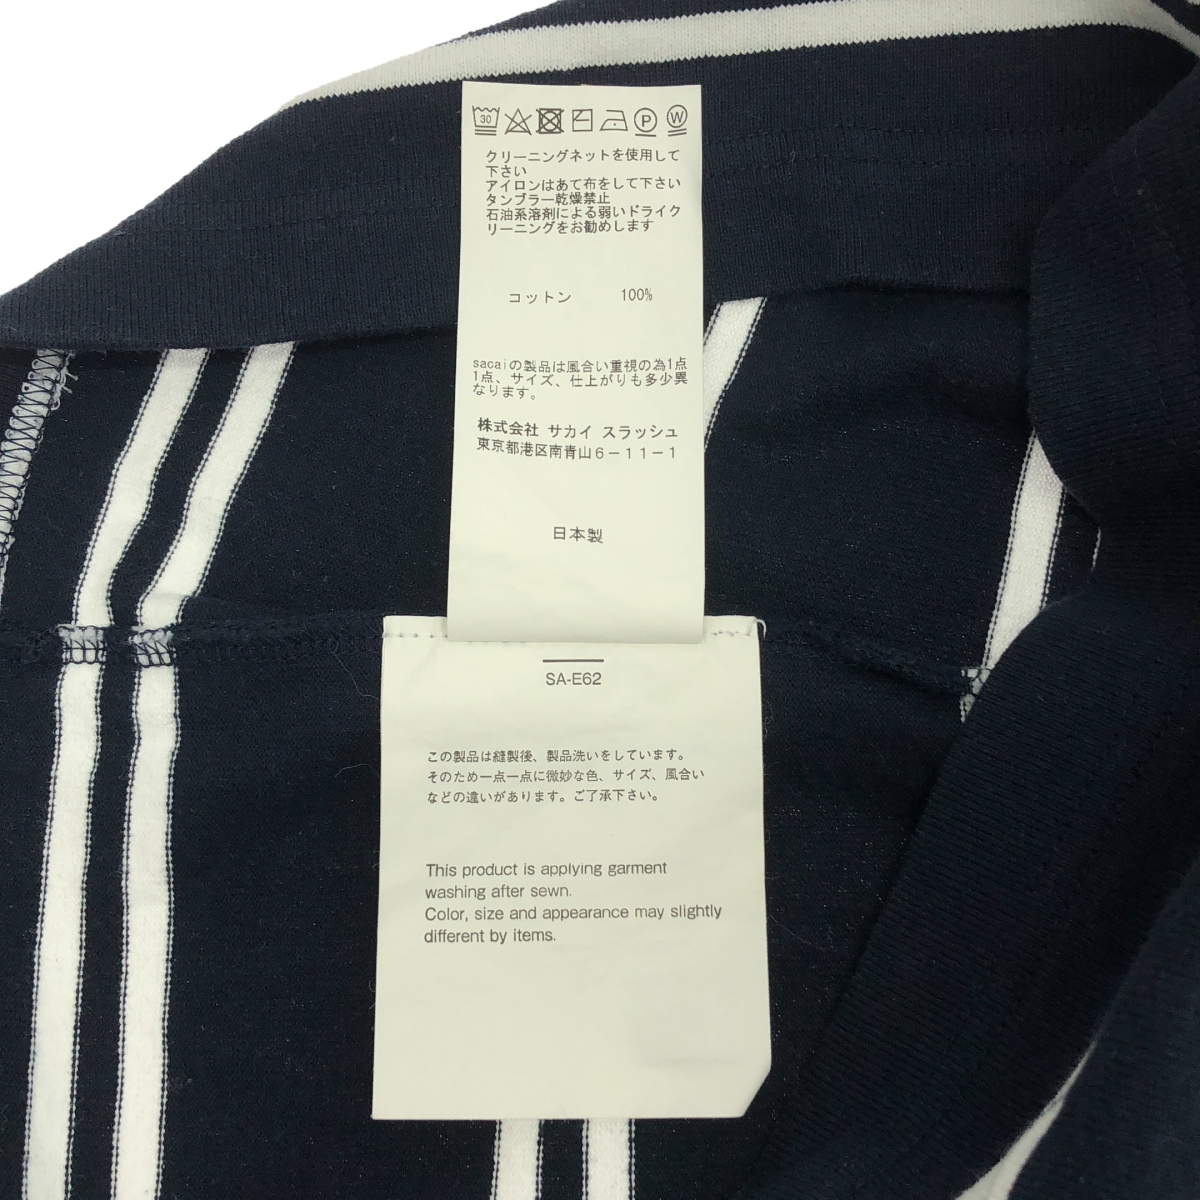 30 P W
クリーニングネットを使用して
下さい
アイロンはあて布をして下さい
タンブラー乾燥禁止
石油系溶剤による弱いドライク
リーニングをお勧めします
コットン 100%
sacaiの製品は風合い重視の為1点
1点、サイズ、仕上がりも多少異
なります。
株式会社 サカイ スラッシュ
東京都港区南青山6-11-1
日本製
SA-E62
この製品は縫製後、製品洗いをしています。
そのため一点一点に微妙な色、サイズ、風合い
などの違いがあります。ご了承下さい。
This product is applying garment
washing after sewn.
Color, size and appearance may slightly
different by items.